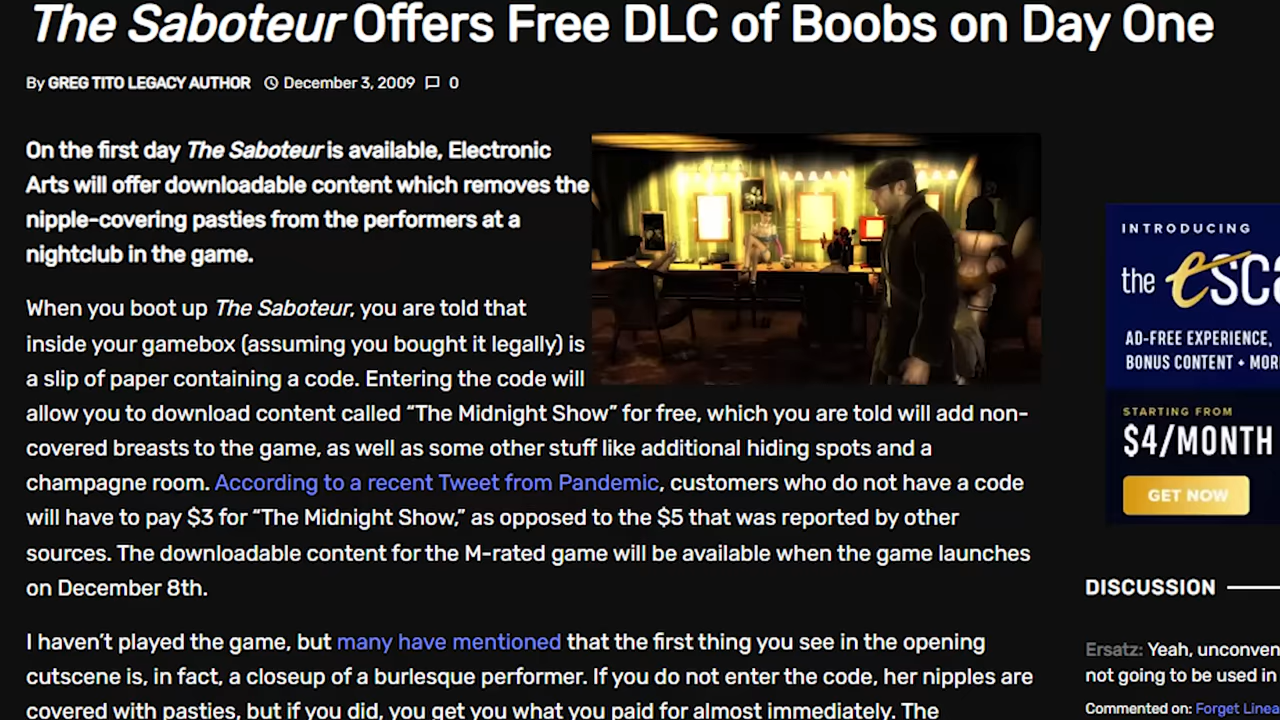 The Saboteur Offers Free DLC of Boobs on Day One
By GREG TITO LEGACY AUTHOR December 3, 2009 0
On the first day The Saboteur is available, Electronic
Arts will offer downloadable content which removes the
nipple-covering pasties from the performers at a
nightclub in the game.
When you boot up The Saboteur, you are told that
inside your gamebox (assuming you bought it legally) is
a slip of paper containing a code. Entering the code will
allow you to download content called “The Midnight Show” for free, which you are told will add non-
covered breasts to the game, as well as some other stuff like additional hiding spots and a
champagne room. According to a recent Tweet from Pandemic, customers who do not have a code
will have to pay $3 for “The Midnight Show,” as opposed to the $5 that was reported by other
sources. The downloadable content for the M-rated game will be available when the game launches
on December 8th.
I haven’t played the game, but many have mentioned that the first thing you see in the opening
cutscene is, in fact, a closeup of a burlesque performer. If you do not enter the code, her nipples are
covered with pasties, but if you did, you get you what you paid for almost immediately. The
INTRODUCING
the esc
AD-FREE EXPERIENCE,
BONUS CONTENT + MOR
STARTING FROM
$4/MONTH
GET NOW
DISCUSSION
Ersatz: Yeah, unconven
not going to be used in
Commented on: Forget Linea